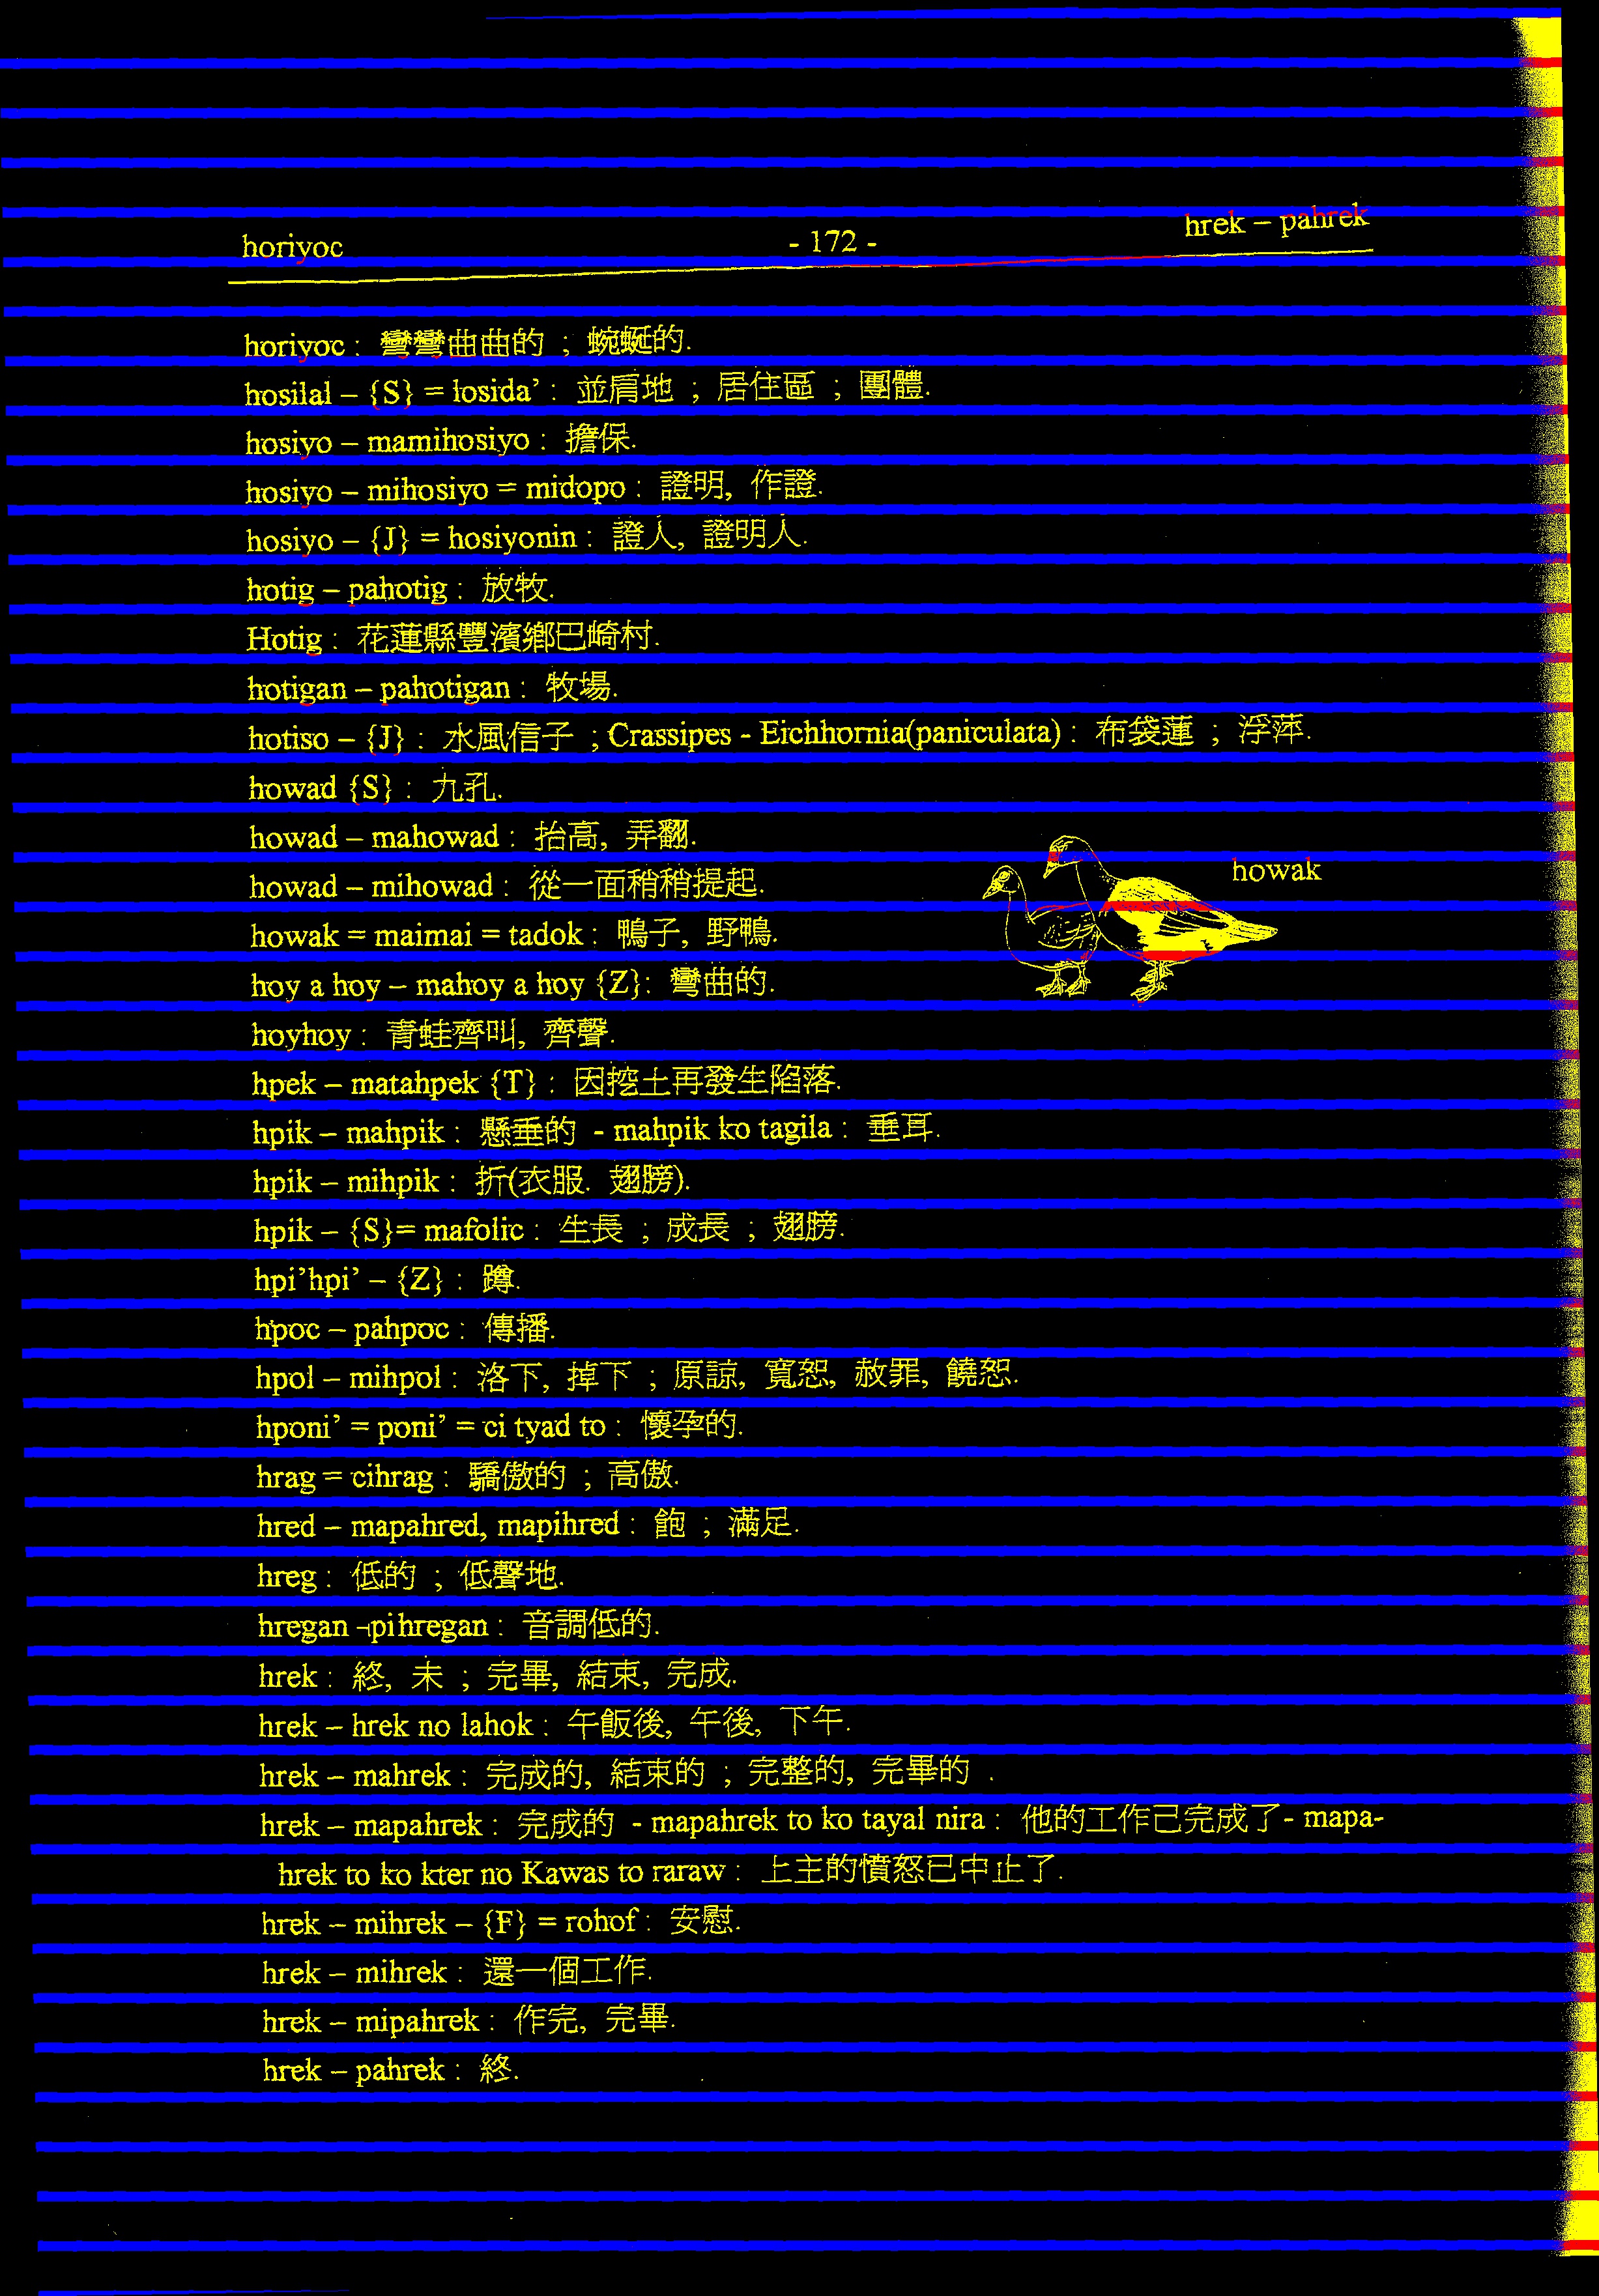 horiyoc - 172 - hrek – pahrek
horiyoc : 彎彎曲曲的 ; 蜿蜒的.
hosilal – {S} = losida’ : 並肩地 ; 居住區 ; 團體.
hosiyo – mamihosiyo : 擔保.
hosiyo – mihosiyo = midopo : 證明, 作證.
hosiyo – {J} = hosiyonin : 證人, 證明人.
hotig – pahotig : 放牧.
Hotig : 花蓮縣豐濱鄉巴崎村.
hotigan – pahotigan : 牧場.
hotiso – {J} : 水風信子 ; Crassipes - Eichhornia(paniculata) : 布袋蓮 ; 浮萍.
howad {S} : 九孔.
howad – mahowad : 抬高, 弄翻.
howak
howad – mihowad : 從一面稍稍提起.
howak = maimai = tadok : 鴨子, 野鴨.
hoy a hoy – mahoy a hoy {Z}: 彎曲的.
hoyhoy : 青蛙齊叫, 齊聲.
hpek – matahpek {T} : 因挖土再發生陷落.
hpik – mahpik : 懸垂的 - mahpik ko tagila : 垂耳.
hpik – mihpik : 折(衣服. 翅膀).
hpik – {S}= mafolic : 生長 ; 成長 ; 翅膀.
hpi’hpi’ – {Z} : 蹲.
hpoc – pahpoc : 傳播.
hpol – mihpol : 洛下, 掉下 ; 原諒, 寬恕, 赦罪, 饒恕.
hponi’ = poni’ = ci tyad to : 懷孕的.
hrag = cihrag : 驕傲的 ; 高傲.
hred – mapahred, mapihred : 飽 ; 滿足.
hreg : 低的 ; 低聲地.
hregan -pihregan : 音調低的.
hrek : 終, 末 ; 完畢, 結束, 完成.
hrek – hrek no lahok : 午飯後, 午後, 下午.
hrek – mahrek : 完成的, 結束的 ; 完整的, 完畢的 .
hrek – mapahrek : 完成的 - mapahrek to ko tayal nira : 他的工作已完成了- mapa-
hrek to ko kter no Kawas to raraw : 上主的憤怒已中止了.
hrek – mihrek – {F} = rohof : 安慰.
hrek – mihrek : 還一個工作.
hrek – mipahrek : 作完, 完畢.
hrek – pahrek : 終.